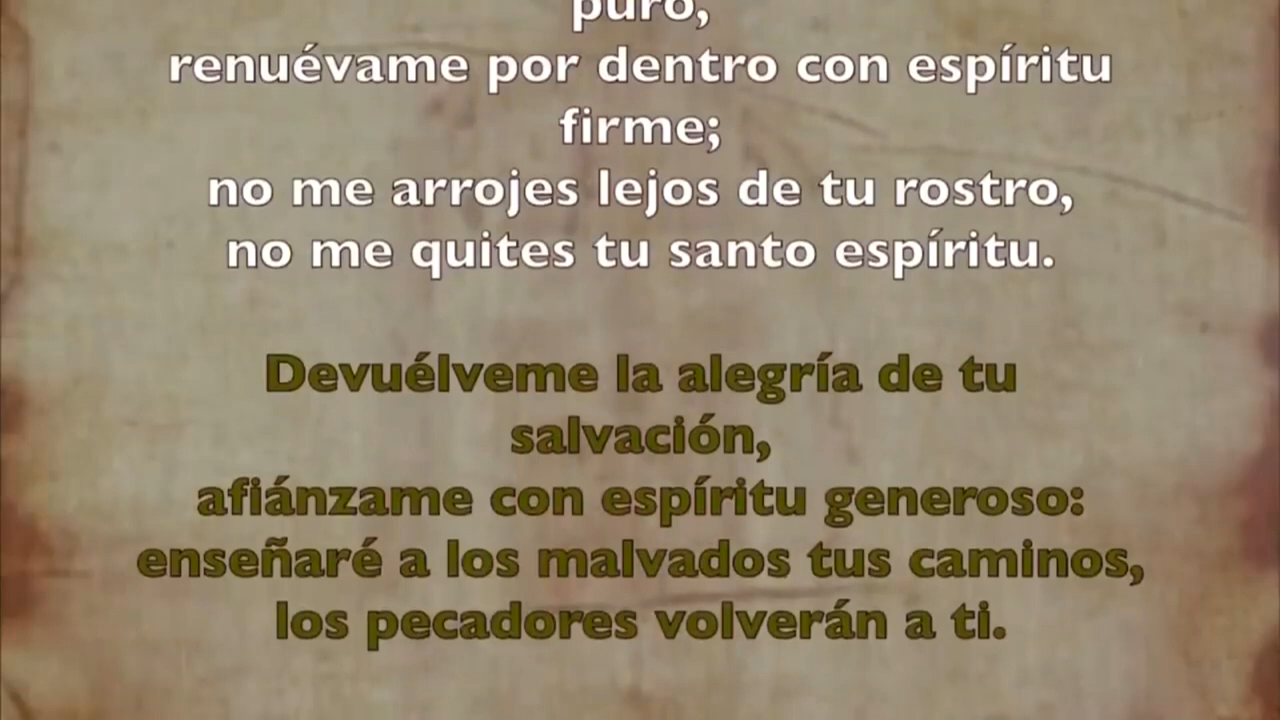 puro,
renuévame por dentro con espíritu
firme;
no me arrojes lejos de tu rostro,
no me quites tu santo espíritu.
Devuélveme la alegría de tu
salvación,
afiánzame con espíritu generoso:
enseñaré a los malvados tus caminos,
los pecadores volverán a ti.